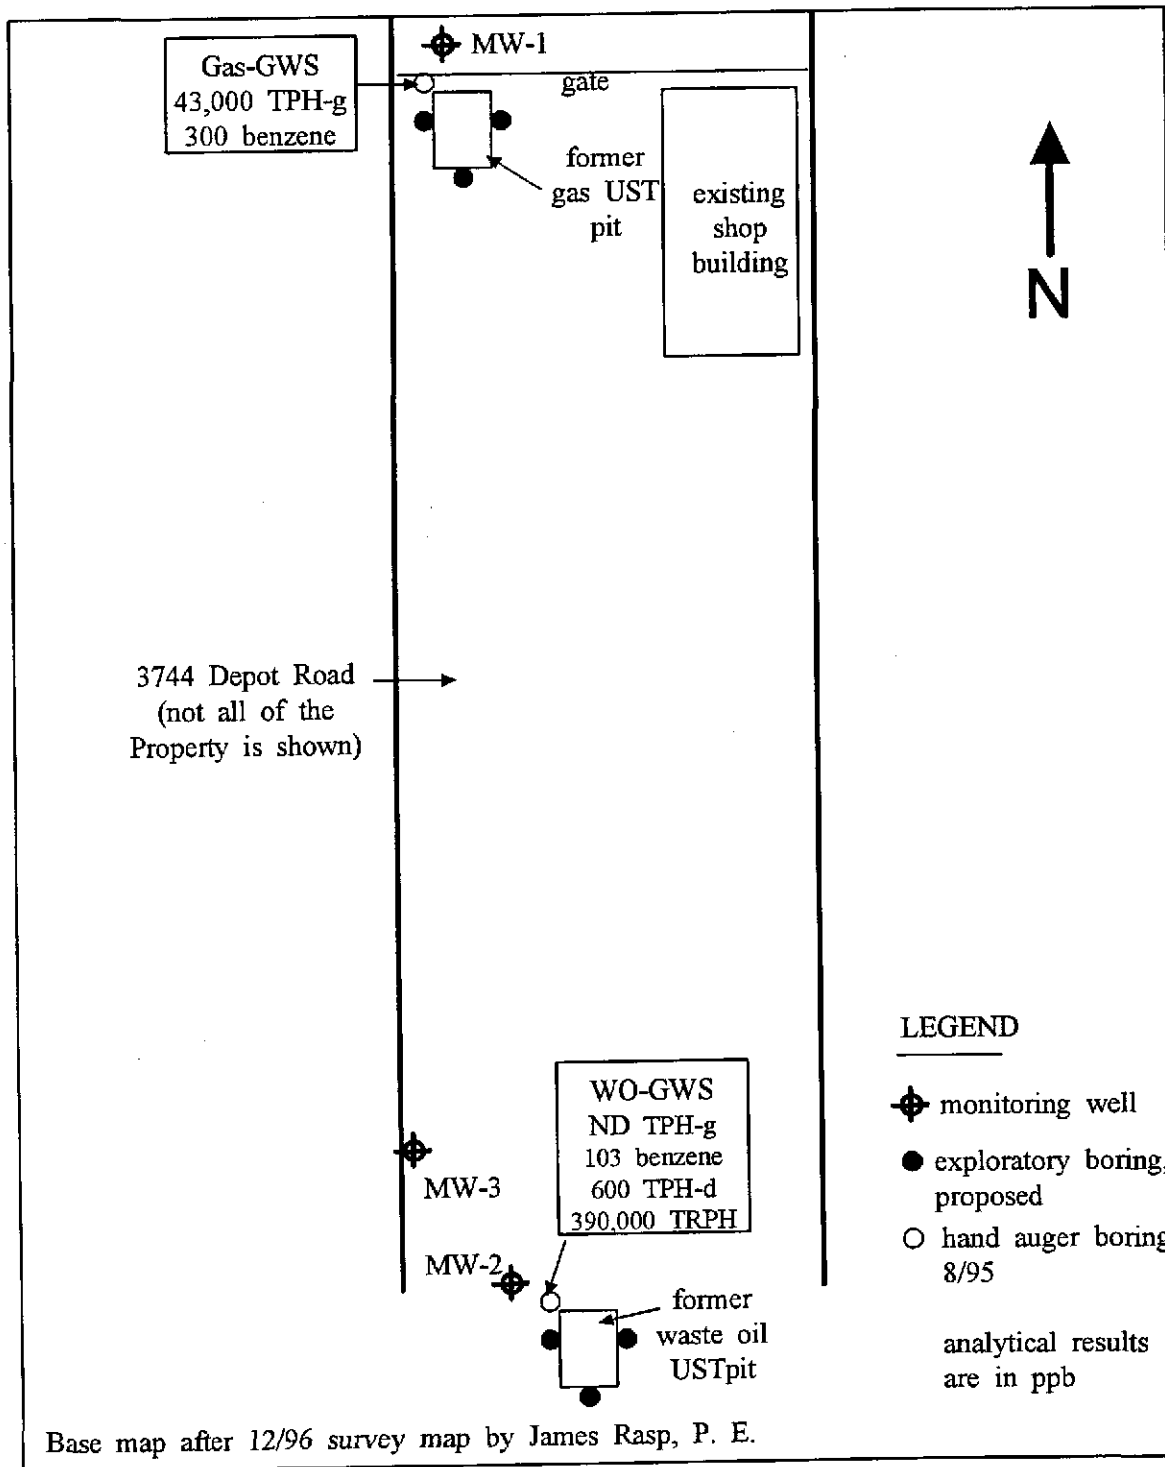 MW-1
Gas-GWS
43,000 TPH-g
300 benzene
gate
former
gas UST
pit
existing
shop
building
N
3744 Depot Road
(not all of the
Property is shown)
WO-GWS
ND TPH-g
103 benzene
600 TPH-d
390,000 TRPH
MW-3
MW-2
former
waste oil
USTpit
LEGEND
monitoring well
exploratory boring,
proposed
hand auger boring
8/95
analytical results
are in ppb
Base map after 12/96 survey map by James Rasp, P. E.